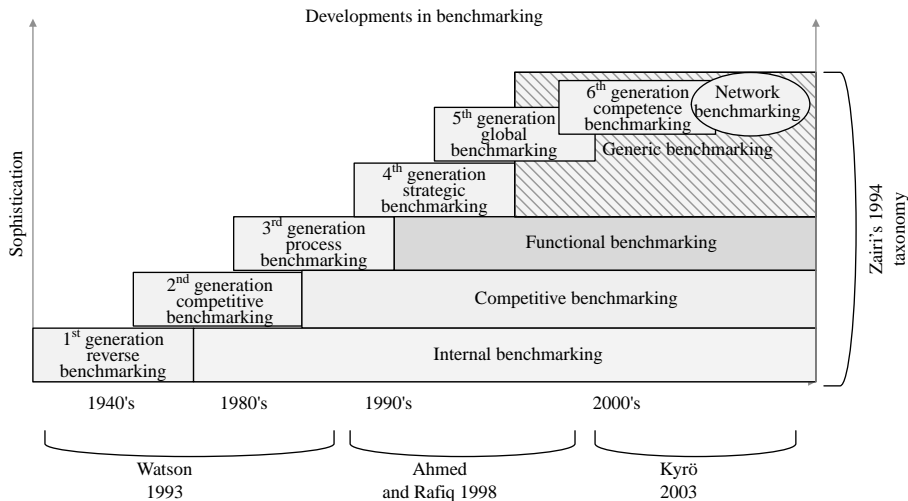 Developments in benchmarking
Sophistication
6th generation
competence
benchmarking
Network
benchmarking
5th generation
global
benchmarking
Generic benchmarking
4th generation
strategic
benchmarking
3rd generation
process
benchmarking
Functional benchmarking
2nd generation
competitive
benchmarking
Competitive benchmarking
1st generation
reverse
benchmarking
Internal benchmarking
Zairi's 1994
taxonomy
1940's
1980's
1990's
2000's
Watson
1993
Ahmed
and Rafiq 1998
Kyrö
2003